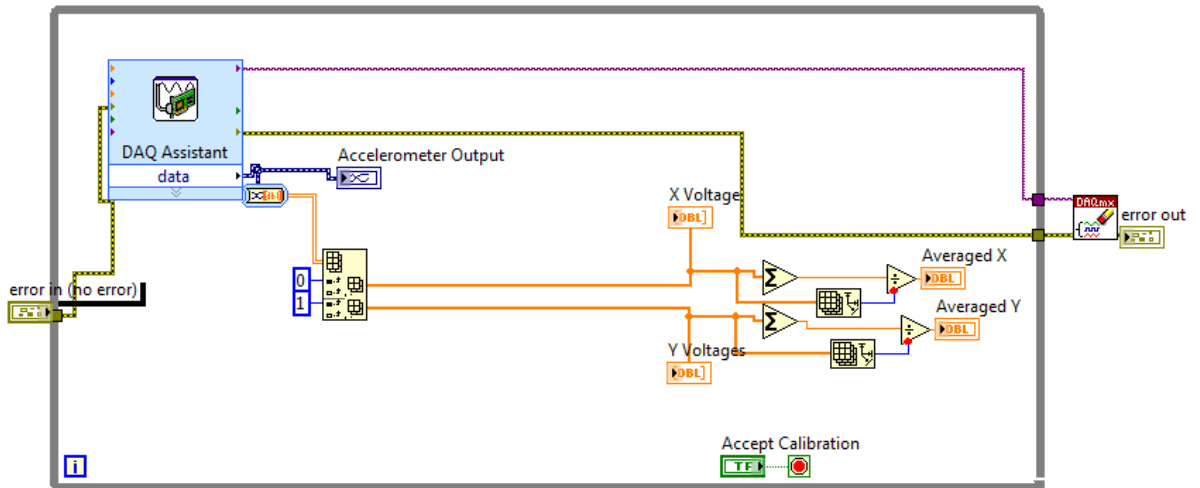 DAQ Assistant
data
Accelerometer Output
X Voltage
DBL]
DAQmx
error out
Averaged X
DBL
error in (no error)
0
1
Averaged Y
DBL
Y Voltages
DBL]
Accept Calibration
TF
i